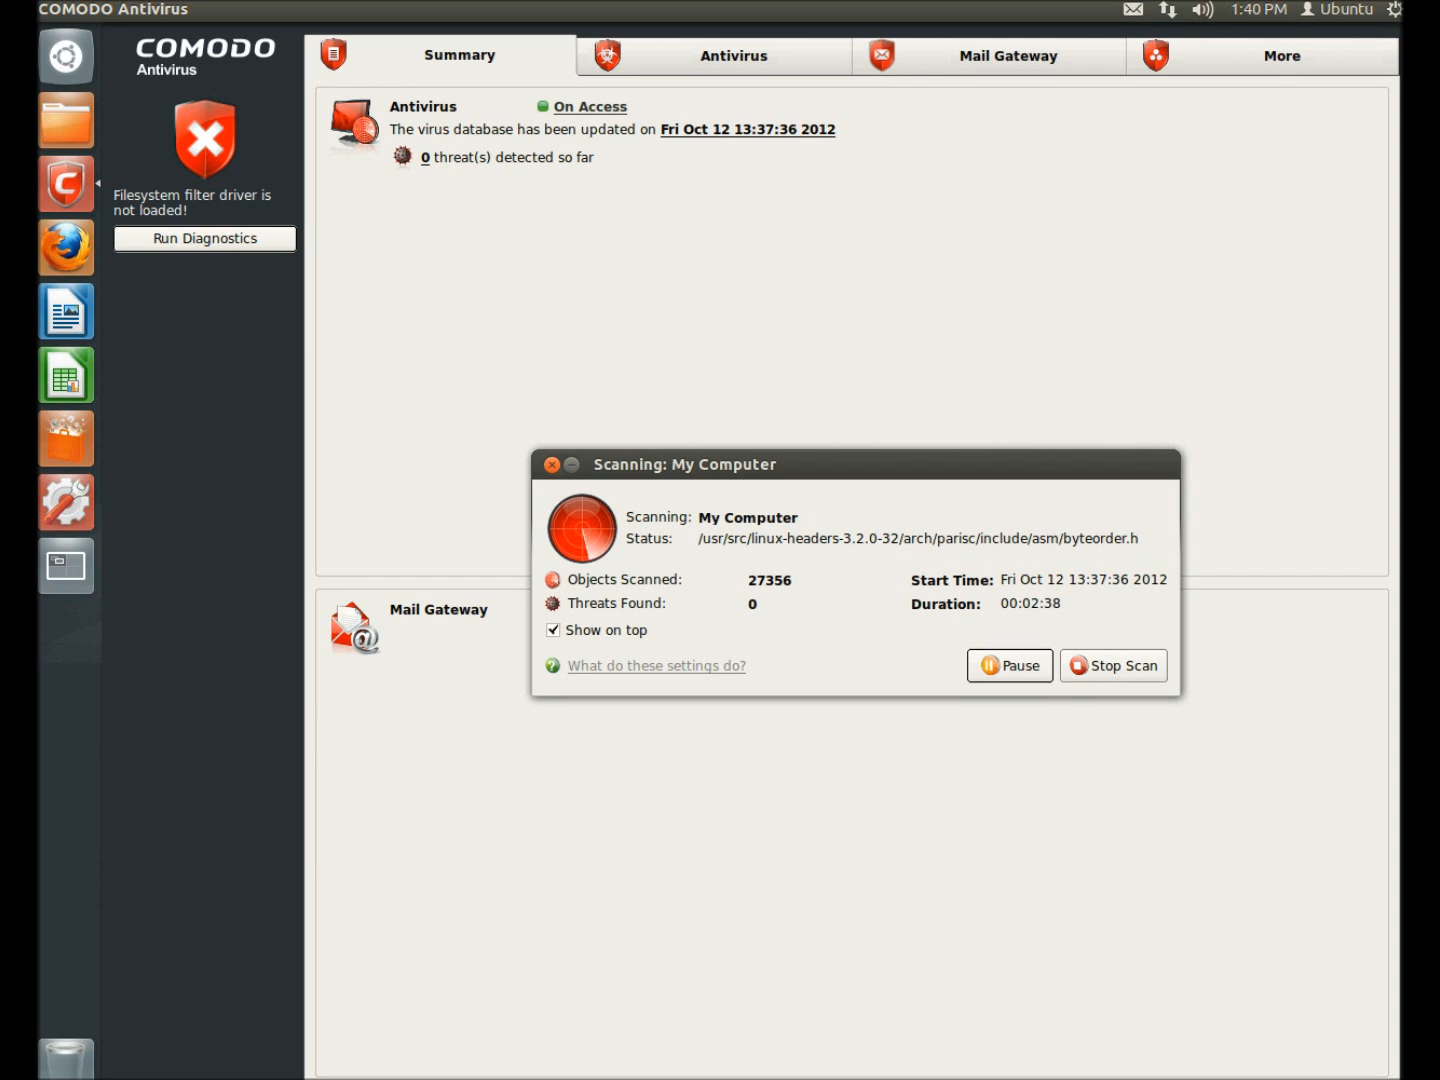 COMODO Antivirus
1:40 PM
Ubuntu
COMODO
Antivirus
Filesystem filter driver is
not loaded!
Run Diagnostics
Summary
Antivirus
Mail Gateway
More
Antivirus
On Access
The virus database has been updated on Fri Oct 12 13:37:36 2012
0 threat(s) detected so far
Mail Gateway
Scanning: My Computer
Scanning: My Computer
Status: /usr/src/linux-headers-3.2.0-32/arch/parisc/include/asm/byteorder.h
Objects Scanned: 27356
Start Time: Fri Oct 12 13:37:36 2012
Threats Found: 0
Duration: 00:02:38
Show on top
What do these settings do?
Pause
Stop Scan